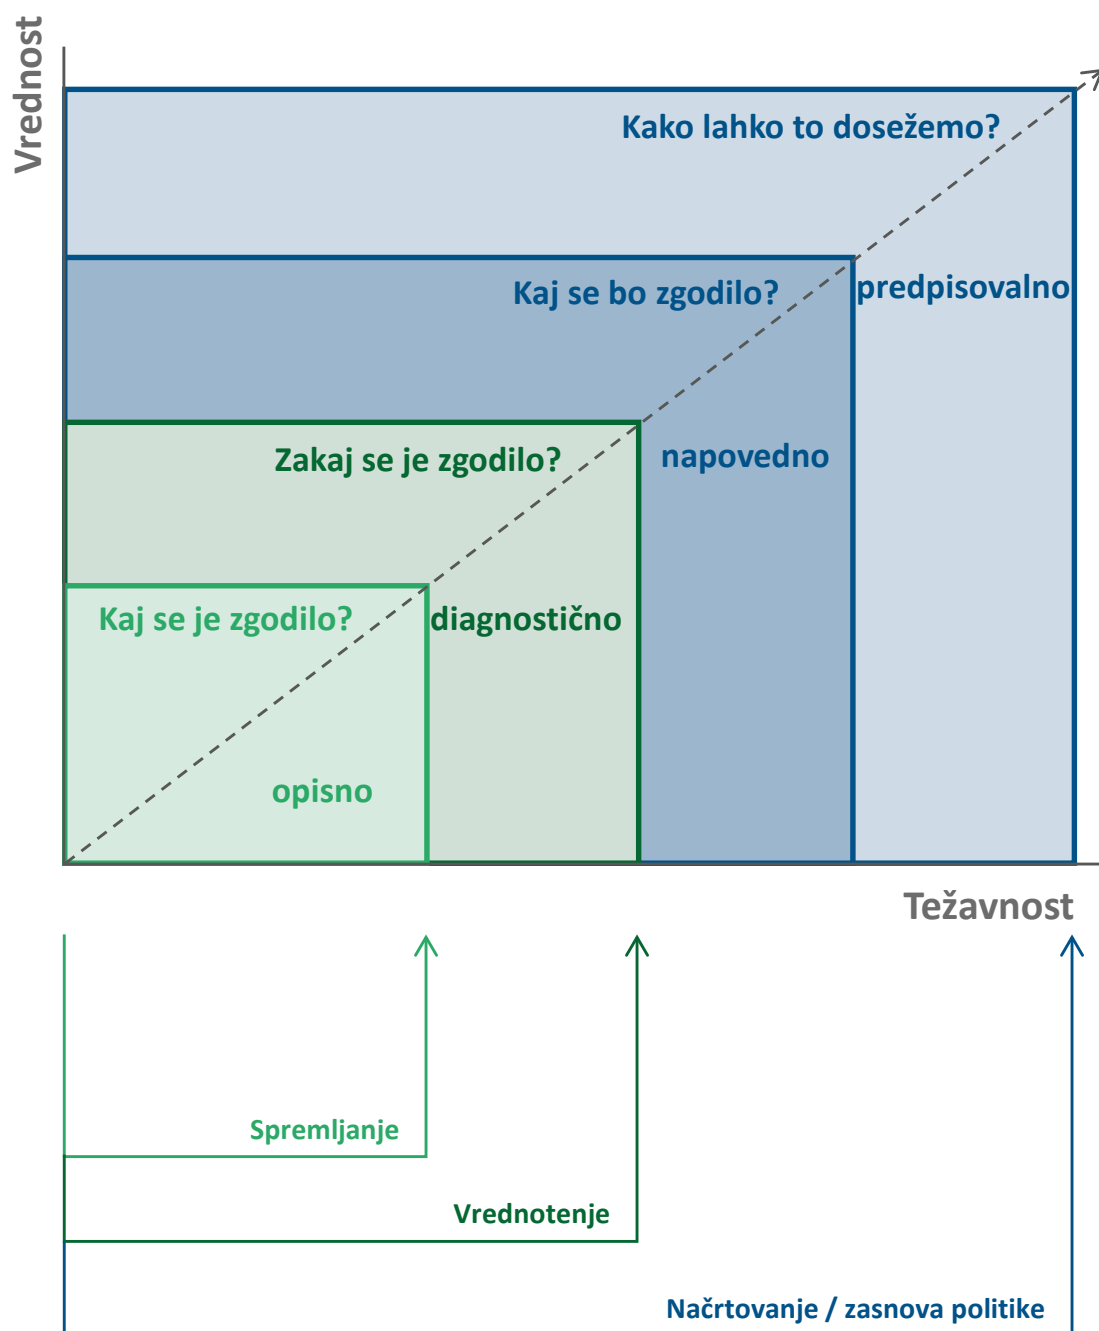 Vrednost
Kako lahko to dosežemo?
Kaj se bo zgodilo?
predpisovalno
Zakaj se je zgodilo?
napovedno
Kaj se je zgodilo?
diagnostično
opisno
Težavnost
Spremljanje
Vrednotenje
Načrtovanje / zasnova politike